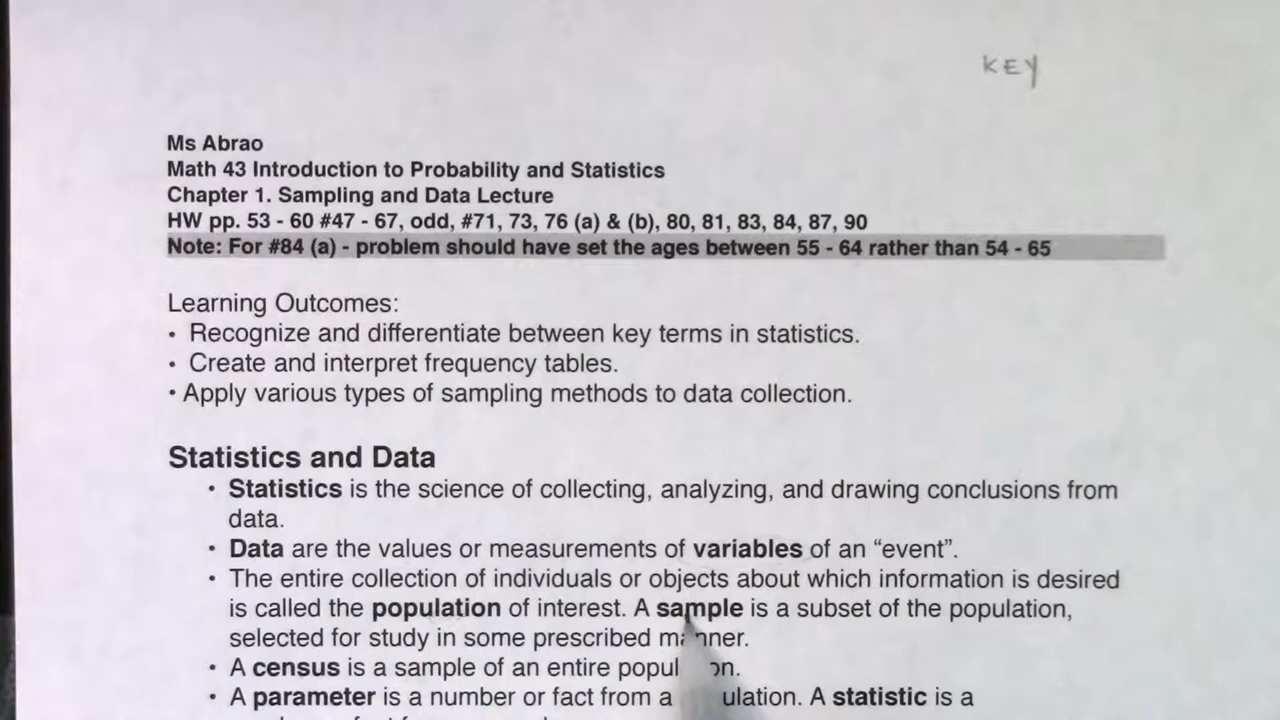 KEY
Ms Abrao
Math 43 Introduction to Probability and Statistics
Chapter 1. Sampling and Data Lecture
HW pp. 53 - 60 #47 - 67, odd, #71, 73, 76 (a) & (b), 80, 81, 83, 84, 87, 90
Note: For #84 (a) - problem should have set the ages between 55 - 64 rather than 54 - 65
Learning Outcomes:
• Recognize and differentiate between key terms in statistics.
• Create and interpret frequency tables.
• Apply various types of sampling methods to data collection.
Statistics and Data
• Statistics is the science of collecting, analyzing, and drawing conclusions from
data.
• Data are the values or measurements of variables of an “event”.
• The entire collection of individuals or objects about which information is desired
is called the population of interest. A sample is a subset of the population,
selected for study in some prescribed manner.
• A census is a sample of an entire population.
• A parameter is a number or fact from a population. A statistic is a